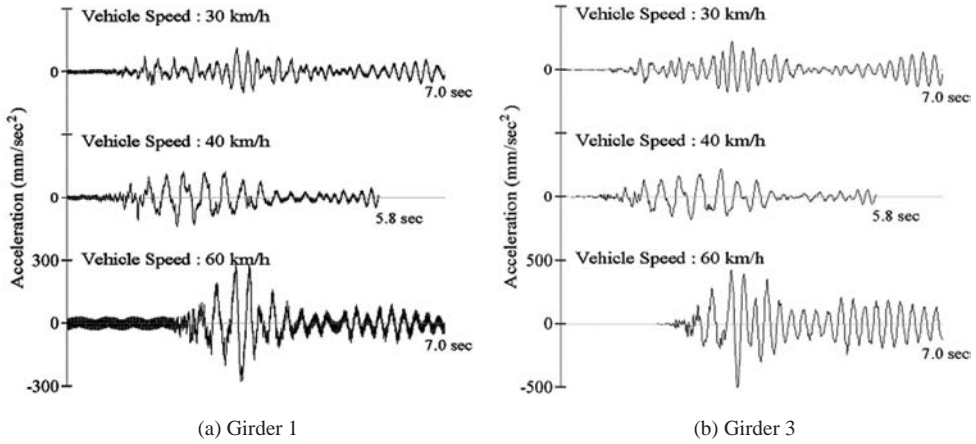 Vehicle Speed : 30 km/h
0
7.0 sec
Vehicle Speed : 40 km/h
0
5.8 sec
Vehicle Speed : 60 km/h
300
0
-300
7.0 sec
Acceleration (mm/sec²)
(a) Girder 1
Vehicle Speed : 30 km/h
0
7.0 sec
Vehicle Speed : 40 km/h
0
5.8 sec
Vehicle Speed : 60 km/h
500
0
-500
7.0 sec
Acceleration (mm/sec²)
(b) Girder 3